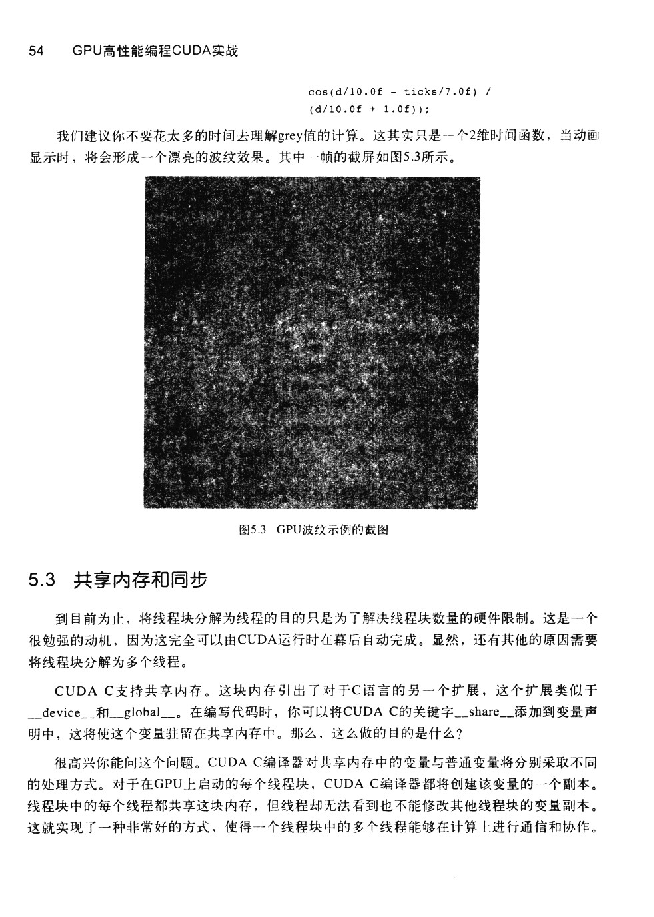 54 GPU高性能编程CUDA实战
cos(d/10.0f - ticks/7.0f) /
(d/10.0f + 1.0f));
我们建议你不要花太多的时间去理解grey值的计算。这其实只是一个2维时间函数，当动画
显示时，将会形成一个漂亮的波纹效果。其中一帧的截屏如图5.3所示。
图5.3 GPU波纹示例的截图
5.3 共享内存和同步
到目前为止，将线程块分解为线程的目的只是为了解决线程块数量的硬件限制。这是一个
很勉强的动机，因为这完全可以由CUDA运行时在幕后自动完成。显然，还有其他的原因需要
将线程块分解为多个线程。
CUDA C支持共享内存。这块内存引出了对于C语言的另一个扩展，这个扩展类似于
__device__和__global__。在编写代码时，你可以将CUDA C的关键字__share__添加到变量声
明中，这将使这个变量驻留在共享内存中。那么，这么做的目的是什么？
很高兴你能问这个问题。CUDA C编译器对共享内存中的变量与普通变量将分别采取不同
的处理方式。对于在GPU上启动的每个线程块，CUDA C编译器都将创建该变量的一个副本。
线程块中的每个线程都共享这块内存，但线程却无法看到也不能修改其他线程块的变量副本。
这就实现了一种非常好的方式，使得一个线程块中的多个线程能够在计算上进行通信和协作。